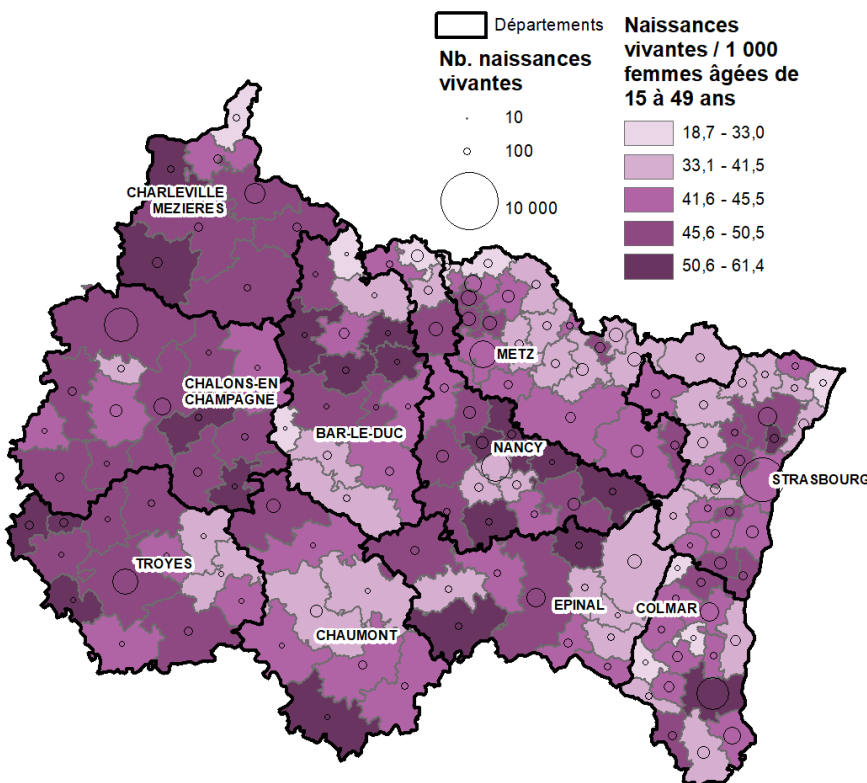 Départements
Nb. naissances
vivantes
10
100
10 000
Naissances
vivantes / 1 000
femmes âgées de
15 à 49 ans
18,7 - 33,0
33,1 - 41,5
41,6 - 45,5
45,6 - 50,5
50,6 - 61,4
CHARLEVILLE
MEZIERES
METZ
CHALONS-EN
CHAMPAGNE
BAR-LE-DUC
NANCY
STRASBOURG
TROYES
EPINAL
COLMAR
CHAUMONT